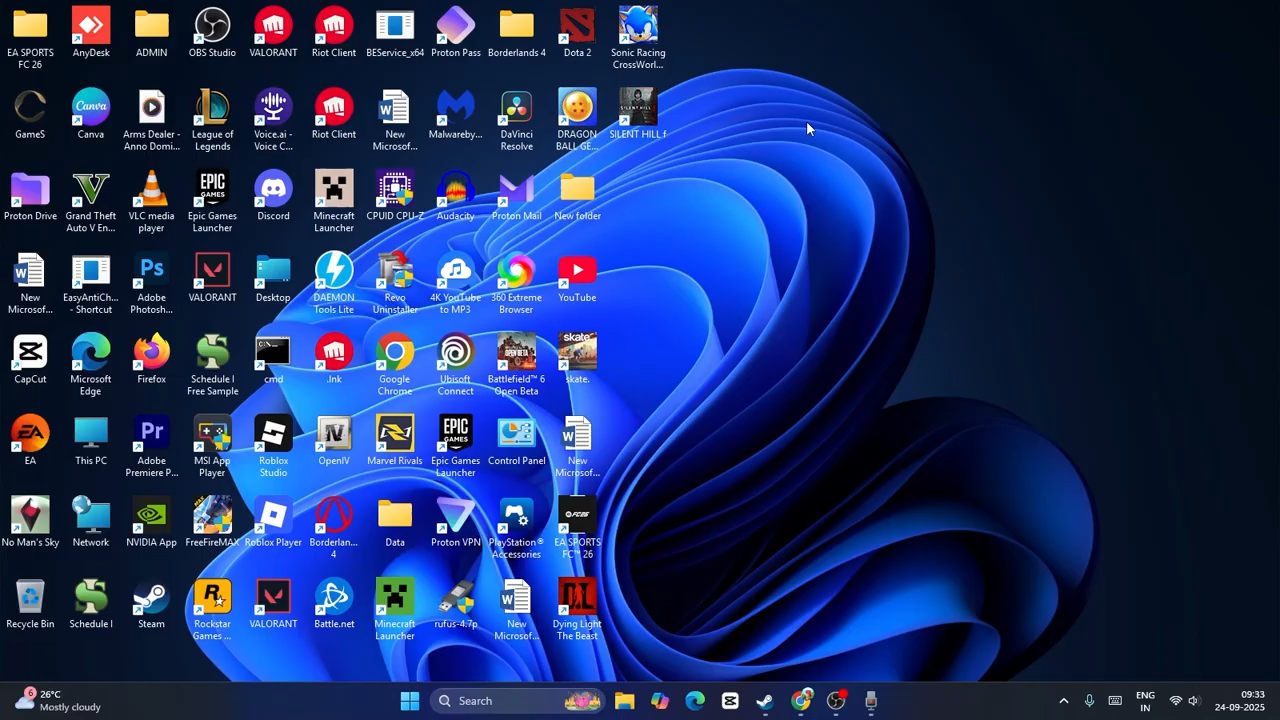 EA SPORTS
FC 26
AnyDesk
ADMIN
OBS Studio
VALORANT
Riot Client
BEService_x64
Proton Pass
Borderlands 4
Dota 2
Sonic Racing
CrossWorl...
GameS
Canva
Arms Dealer -
Anno Domi...
League of
Legends
Voice.ai -
Voice C...
Riot Client
New
Microsof...
Malwareby...
DaVinci
Resolve
DRAGON
BALL GE...
SILENT HILL f
Proton Drive
Grand Theft
Auto V En...
VLC media
player
Epic Games
Launcher
Discord
Minecraft
Launcher
CPUID CPU-Z
Audacity
Proton Mail
New folder
New
Microsof...
EasyAntiCh...
- Shortcut
Adobe
Photosh...
VALORANT
Desktop
DAEMON
Tools Lite
Revo
Uninstaller
4K YouTube
to MP3
360 Extreme
Browser
YouTube
CapCut
Microsoft
Edge
Firefox
Schedule I
Free Sample
cmd
.lnk
Google
Chrome
Ubisoft
Connect
Battlefield™ 6
Open Beta
skate.
EA
This PC
Adobe
Premiere P...
MSI App
Player
Roblox
Studio
OpenIV
Marvel Rivals
Epic Games
Launcher
Control Panel
New
Microsof...
No Man's Sky
Network
NVIDIA App
FreeFireMAX
Roblox Player
Borderlan...
4
Data
Proton VPN
PlayStation®
Accessories
EA SPORTS
FC™ 26
Recycle Bin
Schedule I
Steam
Rockstar
Games ...
VALORANT
Battle.net
Minecraft
Launcher
rufus-4.7p
New
Microsof...
Dying Light
The Beast
6
26°C
Mostly cloudy
Search
ENG
IN
09:33
24-09-2025